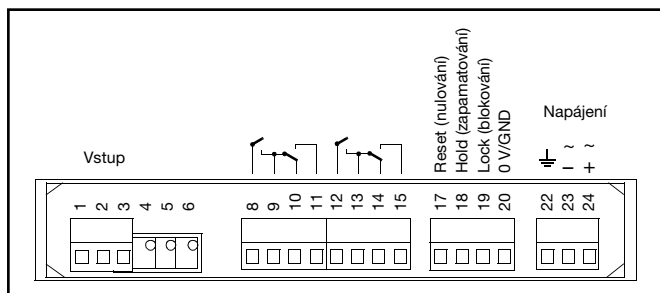 Vstup
Reset (nulování)
Hold (zapamatování)
Lock (blokování)
0 V/GND
Napájení
~ ~
− +
1 2 3 4 5 6 8 9 10 11 12 13 14 15 17 18 19 20 22 23 24